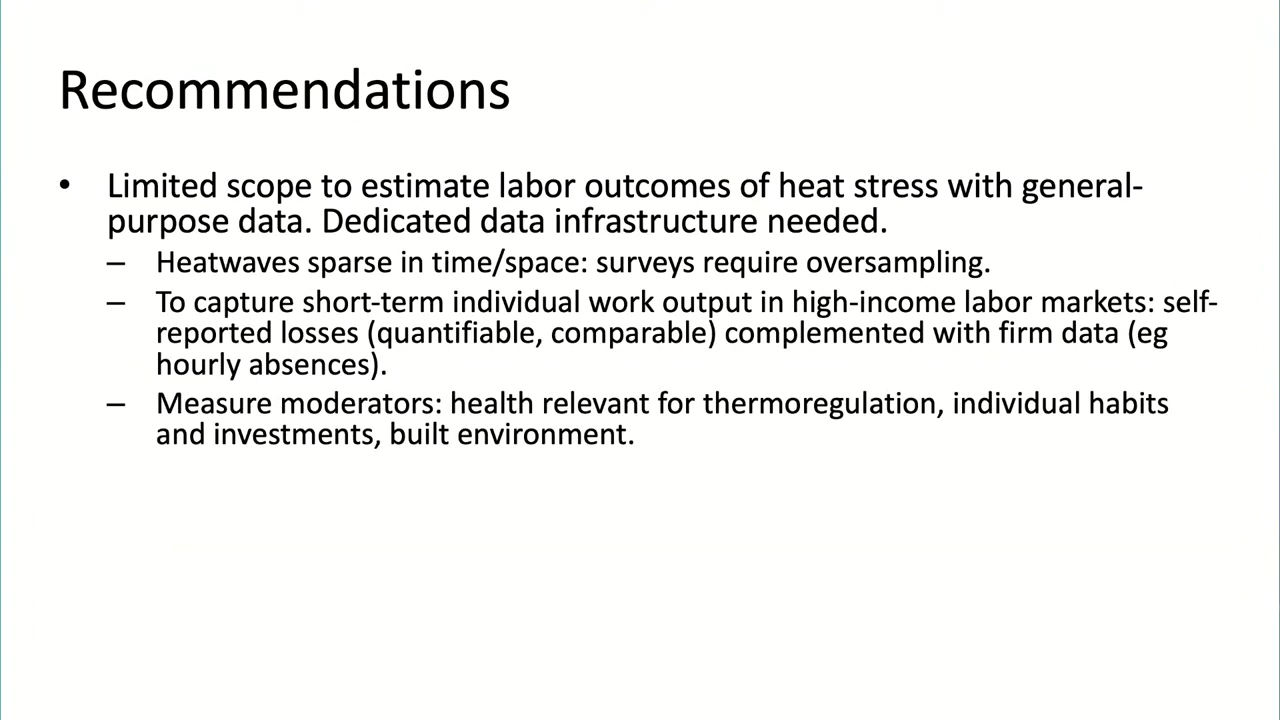 Recommendations
• Limited scope to estimate labor outcomes of heat stress with general-
purpose data. Dedicated data infrastructure needed.
– Heatwaves sparse in time/space: surveys require oversampling.
– To capture short-term individual work output in high-income labor markets: self-
reported losses (quantifiable, comparable) complemented with firm data (eg
hourly absences).
– Measure moderators: health relevant for thermoregulation, individual habits
and investments, built environment.